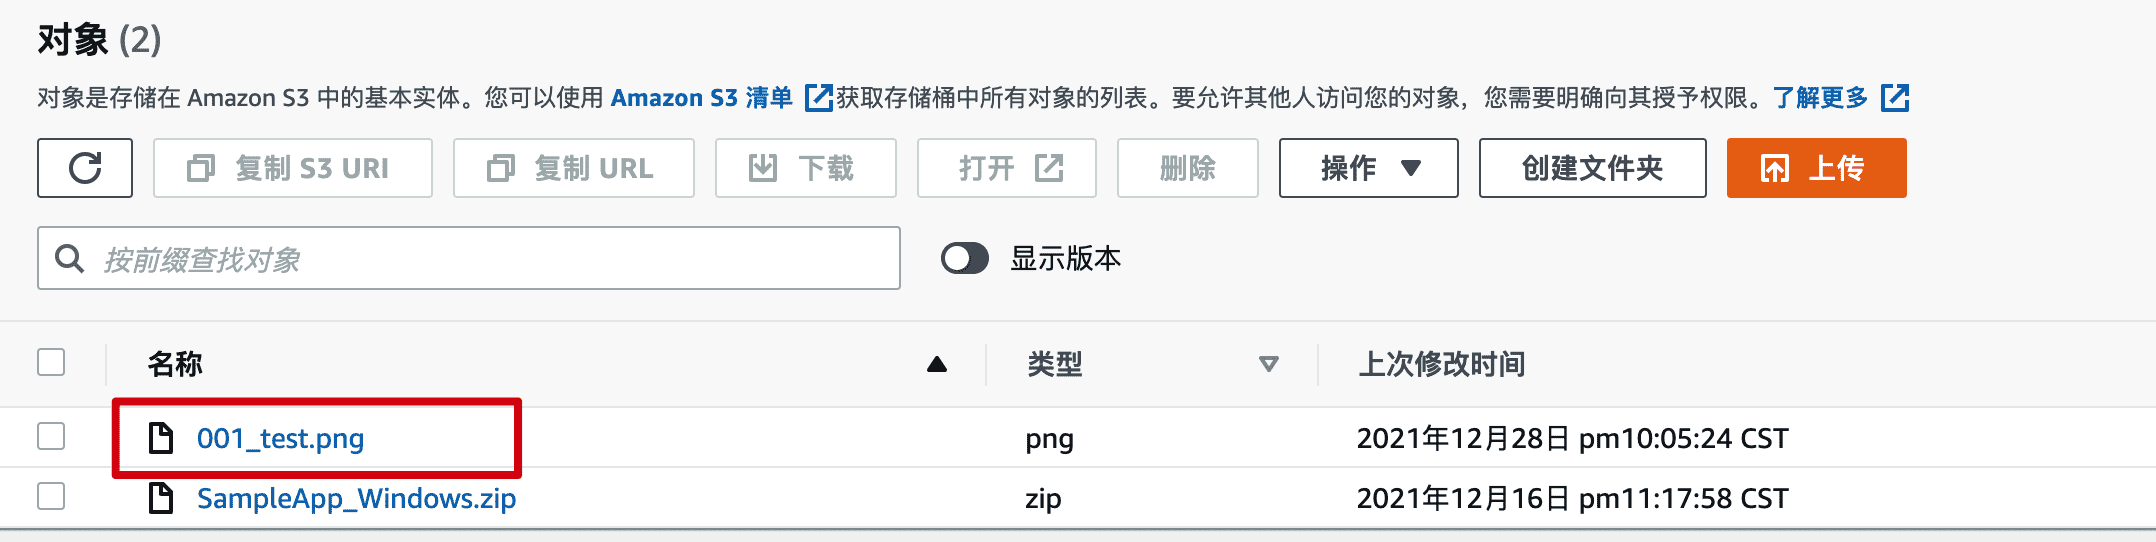 对象 (2)
对象是存储在 Amazon S3 中的基本实体。您可以使用 Amazon S3 清单 获取存储桶中所有对象的列表。要允许其他人访问您的对象，您需要明确向其授予权限。了解更多
复制 S3 URI 复制 URL 下载 打开 删除 操作 创建文件夹 上传
按前缀查找对象 显示版本
名称 类型 上次修改时间
001_test.png png 2021年12月28日 pm10:05:24 CST
SampleApp_Windows.zip zip 2021年12月16日 pm11:17:58 CST